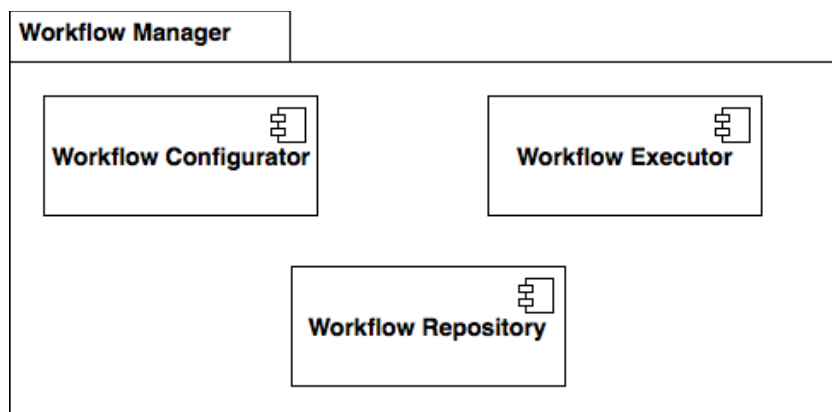 Workflow Manager
Workflow Configurator
Workflow Executor
Workflow Repository